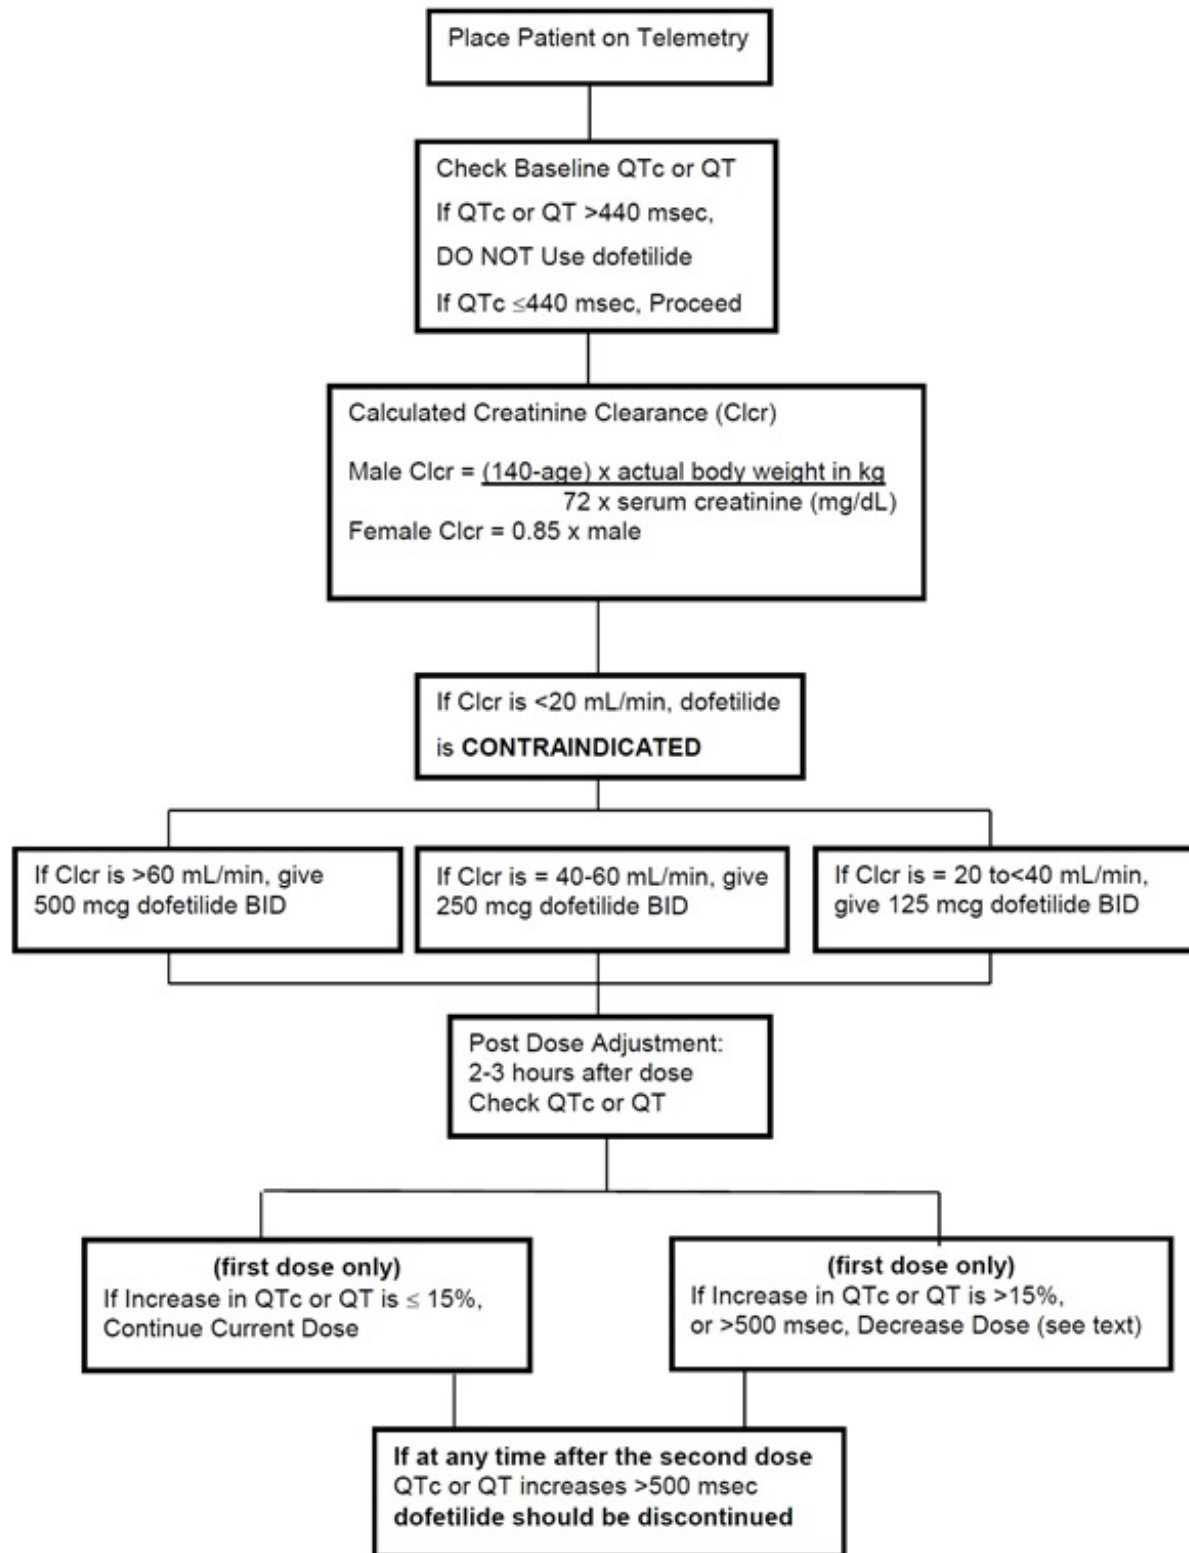 Place Patient on Telemetry
Check Baseline QTc or QT
If QTc or QT >440 msec,
DO NOT Use dofetilide
If QTc ≤440 msec, Proceed
Calculated Creatinine Clearance (Clcr)
Male Clcr = (140-age) x actual body weight in kg
72 x serum creatinine (mg/dL)
Female Clcr = 0.85 x male
If Clcr is <20 mL/min, dofetilide
is CONTRAINDICATED
If Clcr is >60 mL/min, give
500 mcg dofetilide BID
If Clcr is = 40-60 mL/min, give
250 mcg dofetilide BID
If Clcr is = 20 to<40 mL/min,
give 125 mcg dofetilide BID
Post Dose Adjustment:
2-3 hours after dose
Check QTc or QT
(first dose only)
If Increase in QTc or QT is ≤ 15%,
Continue Current Dose
(first dose only)
If Increase in QTc or QT is >15%,
or >500 msec, Decrease Dose (see text)
If at any time after the second dose
QTc or QT increases >500 msec
dofetilide should be discontinued